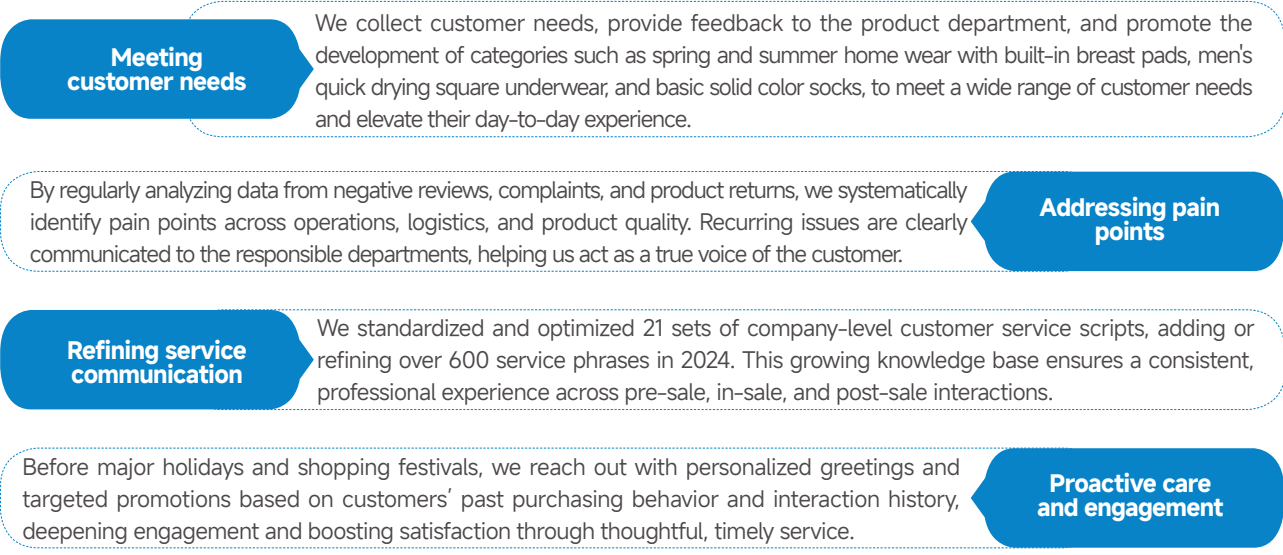 Meeting
customer needs
We collect customer needs, provide feedback to the product department, and promote the
development of categories such as spring and summer home wear with built-in breast pads, men's
quick drying square underwear, and basic solid color socks, to meet a wide range of customer needs
and elevate their day-to-day experience.
By regularly analyzing data from negative reviews, complaints, and product returns, we systematically
identify pain points across operations, logistics, and product quality. Recurring issues are clearly
communicated to the responsible departments, helping us act as a true voice of the customer.
Addressing pain
points
Refining service
communication
We standardized and optimized 21 sets of company-level customer service scripts, adding or
refining over 600 service phrases in 2024. This growing knowledge base ensures a consistent,
professional experience across pre-sale, in-sale, and post-sale interactions.
Before major holidays and shopping festivals, we reach out with personalized greetings and
targeted promotions based on customers’ past purchasing behavior and interaction history,
deepening engagement and boosting satisfaction through thoughtful, timely service.
Proactive care
and engagement